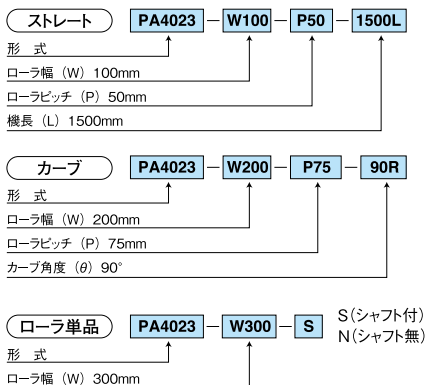 ストレート PA4023 − W100 − P50 − 1500L
形 式
ローラ幅（W）100mm
ローラピッチ（P）50mm
機長（L）1500mm
カーブ PA4023 − W200 − P75 − 90R
形 式
ローラ幅（W）200mm
ローラピッチ（P）75mm
カーブ角度（θ）90°
ローラ単品 PA4023 − W300 − S S（シャフト付）
N（シャフト無）
形 式
ローラ幅（W）300mm